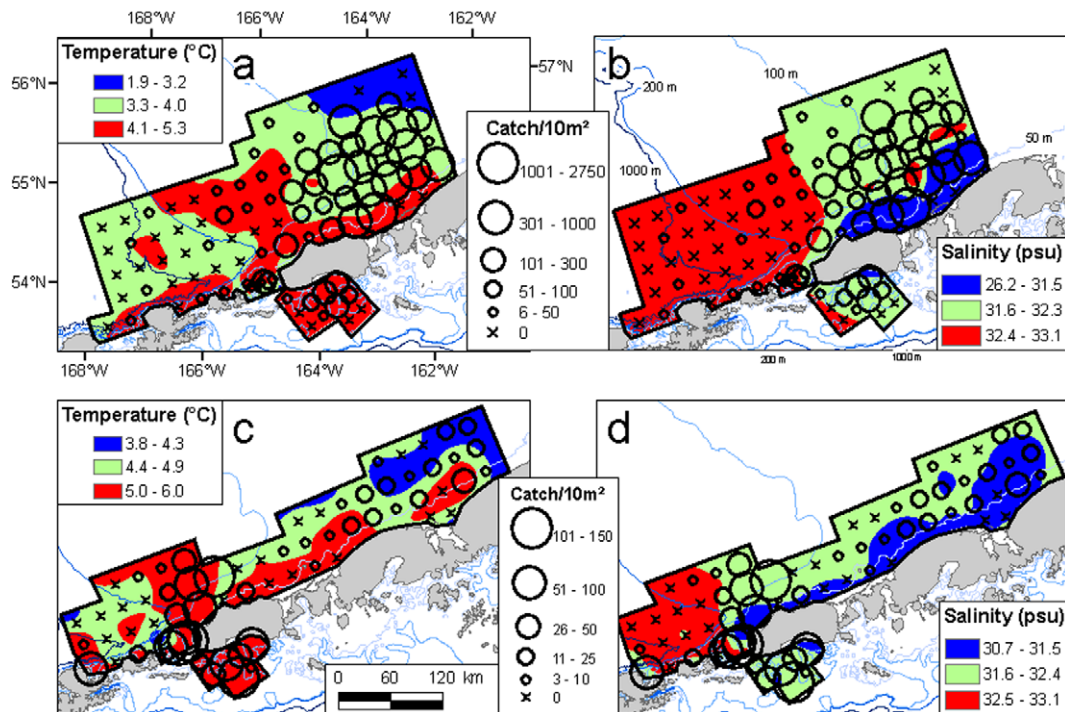 168°W 166°W 164°W 162°W
Temperature (°C)
1.9 - 3.2
3.3 - 4.0
4.1 - 5.3
a
56°N
55°N
54°N
168°W 166°W 164°W 162°W
Catch/10m²
1001 - 2750
301 - 1000
101 - 300
51 - 100
6 - 50
0
57°N
b
200 m
100 m
1000 m
50 m
200 m
1000 m
Salinity (psu)
26.2 - 31.5
31.6 - 32.3
32.4 - 33.1
Temperature (°C)
3.8 - 4.3
4.4 - 4.9
5.0 - 6.0
c
0 60 120 km
Catch/10m²
101 - 150
51 - 100
26 - 50
11 - 25
3 - 10
0
d
Salinity (psu)
30.7 - 31.5
31.6 - 32.4
32.5 - 33.1